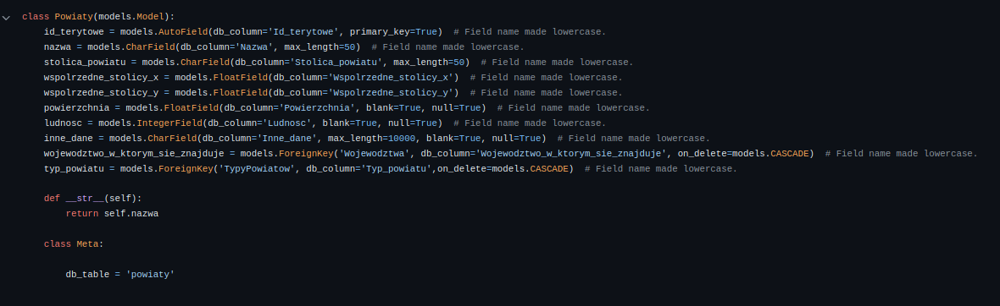 class Powiaty(models.Model):
    id_terytowe = models.AutoField(db_column='Id_terytowe', primary_key=True)  # Field name made lowercase.
    nazwa = models.CharField(db_column='Nazwa', max_length=50)  # Field name made lowercase.
    stolica_powiatu = models.CharField(db_column='Stolica_powiatu', max_length=50)  # Field name made lowercase.
    wspolrzedne_stolicy_x = models.FloatField(db_column='Wspolrzedne_stolicy_x')  # Field name made lowercase.
    wspolrzedne_stolicy_y = models.FloatField(db_column='Wspolrzedne_stolicy_y')  # Field name made lowercase.
    powierzchnia = models.FloatField(db_column='Powierzchnia', blank=True, null=True)  # Field name made lowercase.
    ludnosc = models.IntegerField(db_column='Ludnosc', blank=True, null=True)  # Field name made lowercase.
    inne_dane = models.CharField(db_column='Inne_dane', max_length=10000, blank=True, null=True)  # Field name made lowercase.
    wojewodztwo_w_ktorym_sie_znajduje = models.ForeignKey('Wojewodztwa', db_column='Wojewodztwo_w_ktorym_sie_znajduje', on_delete=models.CASCADE)  # Field name made lowercase.
    typ_powiatu = models.ForeignKey('TypyPowiatow', db_column='Typ_powiatu',on_delete=models.CASCADE)  # Field name made lowercase.

    def __str__(self):
        return self.nazwa

    class Meta:

        db_table = 'powiaty'